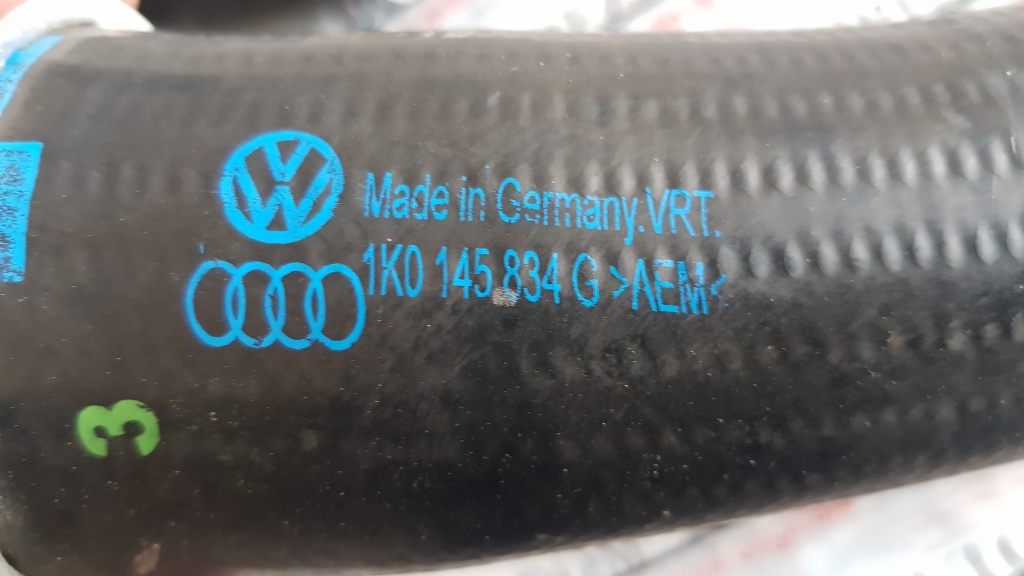 Made in Germany.VRT.
1K0 145 834 G >AEM<
3